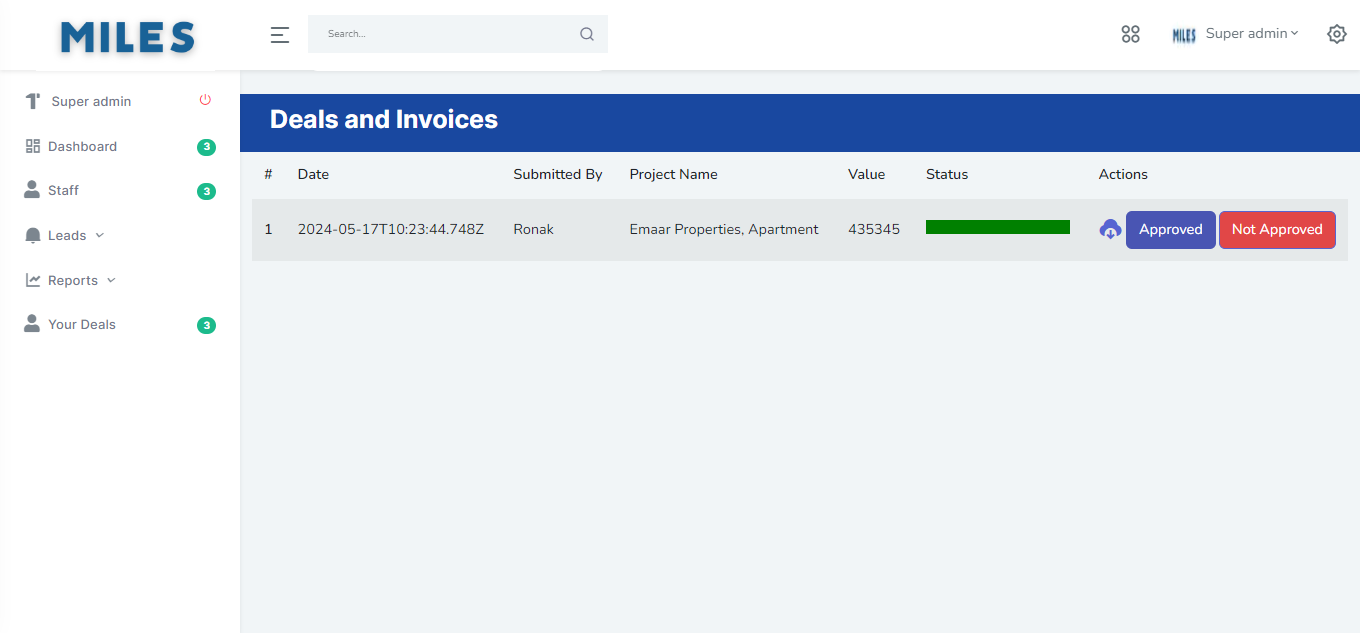 MILES
Search...
MILES
Super admin
Super admin
Dashboard
3
Staff
3
Leads
Reports
Your Deals
3
Deals and Invoices
# Date Submitted By Project Name Value Status Actions
1 2024-05-17T10:23:44.748Z Ronak Emaar Properties, Apartment 435345 Approved Not Approved